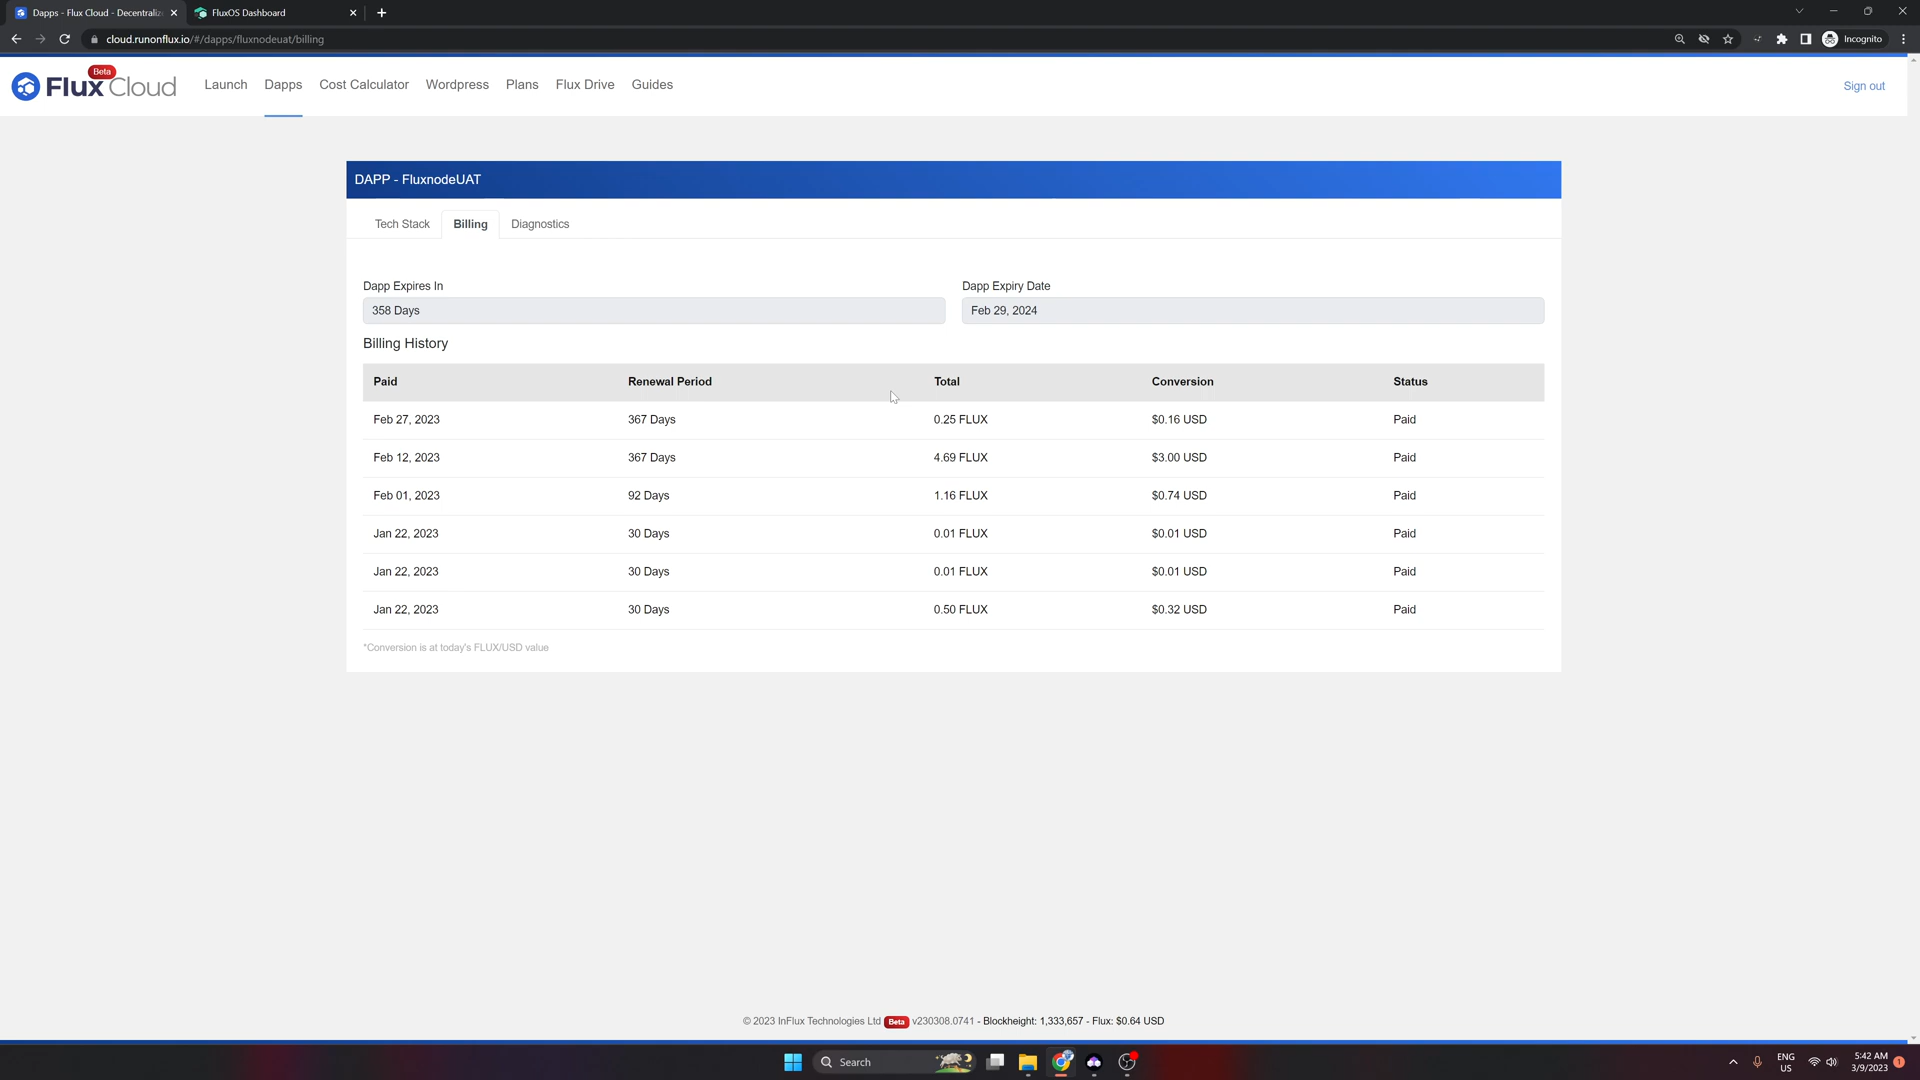 Dapps - Flux Cloud - Decentraliz
FluxOS Dashboard
cloud.runonflux.io/#/dapps/fluxnodeuat/billing
Incognito
Beta
FluxCloud
Launch
Dapps
Cost Calculator
Wordpress
Plans
Flux Drive
Guides
Sign out
DAPP - FluxnodeUAT
Tech Stack
Billing
Diagnostics
Dapp Expires In
Dapp Expiry Date
358 Days
Feb 29, 2024
Billing History
Paid Renewal Period Total Conversion Status
Feb 27, 2023 367 Days 0.25 FLUX $0.16 USD Paid
Feb 12, 2023 367 Days 4.69 FLUX $3.00 USD Paid
Feb 01, 2023 92 Days 1.16 FLUX $0.74 USD Paid
Jan 22, 2023 30 Days 0.01 FLUX $0.01 USD Paid
Jan 22, 2023 30 Days 0.01 FLUX $0.01 USD Paid
Jan 22, 2023 30 Days 0.50 FLUX $0.32 USD Paid
*Conversion is at today's FLUX/USD value
© 2023 InFlux Technologies Ltd Beta v230308.0741 - Blockheight: 1,333,657 - Flux: $0.64 USD
Search
ENG
US
5:42 AM
3/9/2023
1